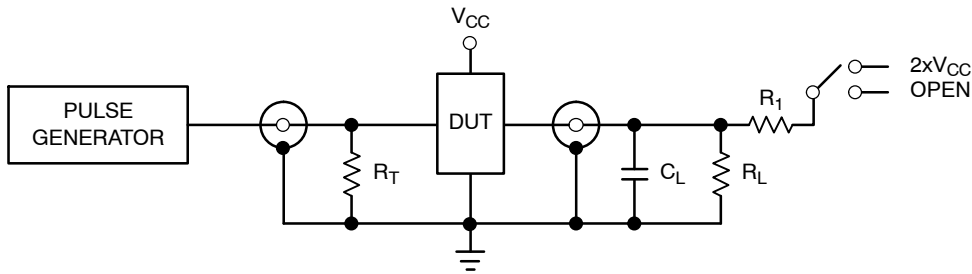 V_CC
2xV_CC
OPEN
R_1
PULSE
GENERATOR
DUT
R_T
C_L
R_L